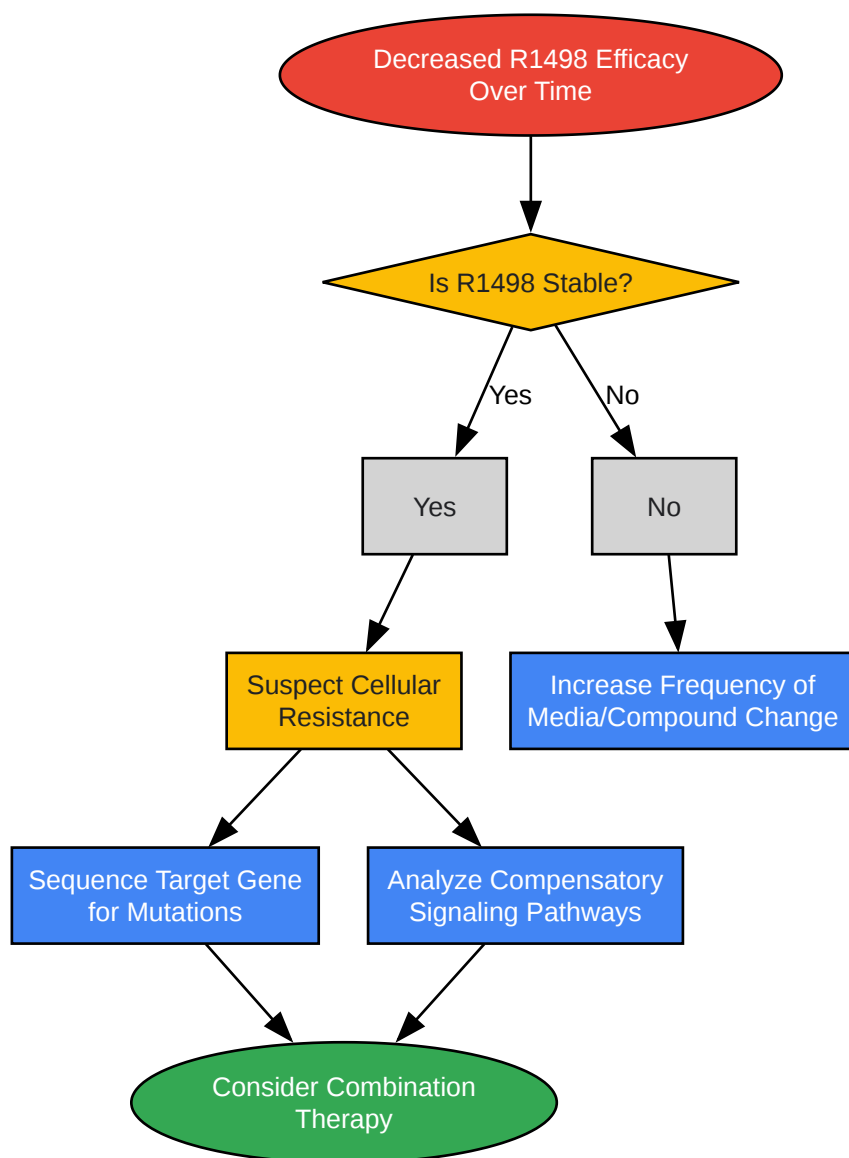 Decreased R1498 Efficacy
Over Time
Is R1498 Stable?
Yes
No
Yes
No
Suspect Cellular
Resistance
Increase Frequency of
Media/Compound Change
Sequence Target Gene
for Mutations
Analyze Compensatory
Signaling Pathways
Consider Combination
Therapy